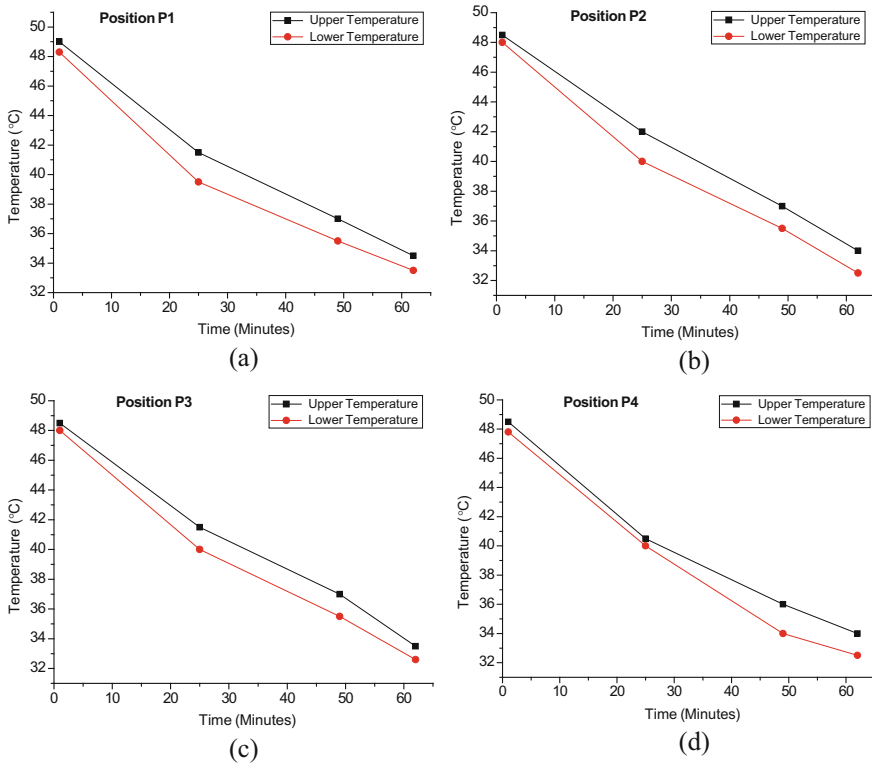 Position P1
Upper Temperature
Lower Temperature
50
48
46
44
42
40
38
36
34
32
Temperature (°C)
0 10 20 30 40 50 60
Time (Minutes)
(a)
Position P2
Upper Temperature
Lower Temperature
50
48
46
44
42
40
38
36
34
32
Temperature (°C)
0 10 20 30 40 50 60
Time (Minutes)
(b)
Position P3
Upper Temperature
Lower Temperature
50
48
46
44
42
40
38
36
34
32
Temperature (°C)
0 10 20 30 40 50 60
Time (Minutes)
(c)
Position P4
Upper Temperature
Lower Temperature
50
48
46
44
42
40
38
36
34
32
Temperature (°C)
0 10 20 30 40 50 60
Time (Minutes)
(d)